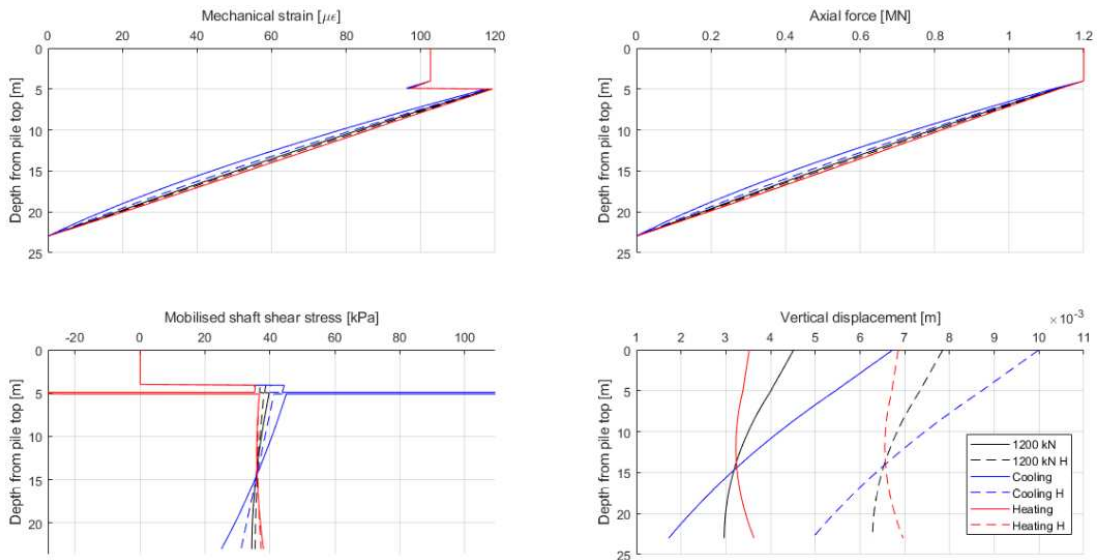 Mechanical strain [με]
0 20 40 60 80 100 120
0
5
10
15
20
25
Depth from pile top [m]
Axial force [MN]
0 0.2 0.4 0.6 0.8 1 1.2
0
5
10
15
20
25
Depth from pile top [m]
Mobilised shaft shear stress [kPa]
-20 0 20 40 60 80 100
0
5
10
15
20
Depth from pile top [m]
Vertical displacement [m]
× 10⁻³
1 2 3 4 5 6 7 8 9 10 11
0
5
10
15
20
25
Depth from pile top [m]
1200 kN
1200 kN H
Cooling
Cooling H
Heating
Heating H